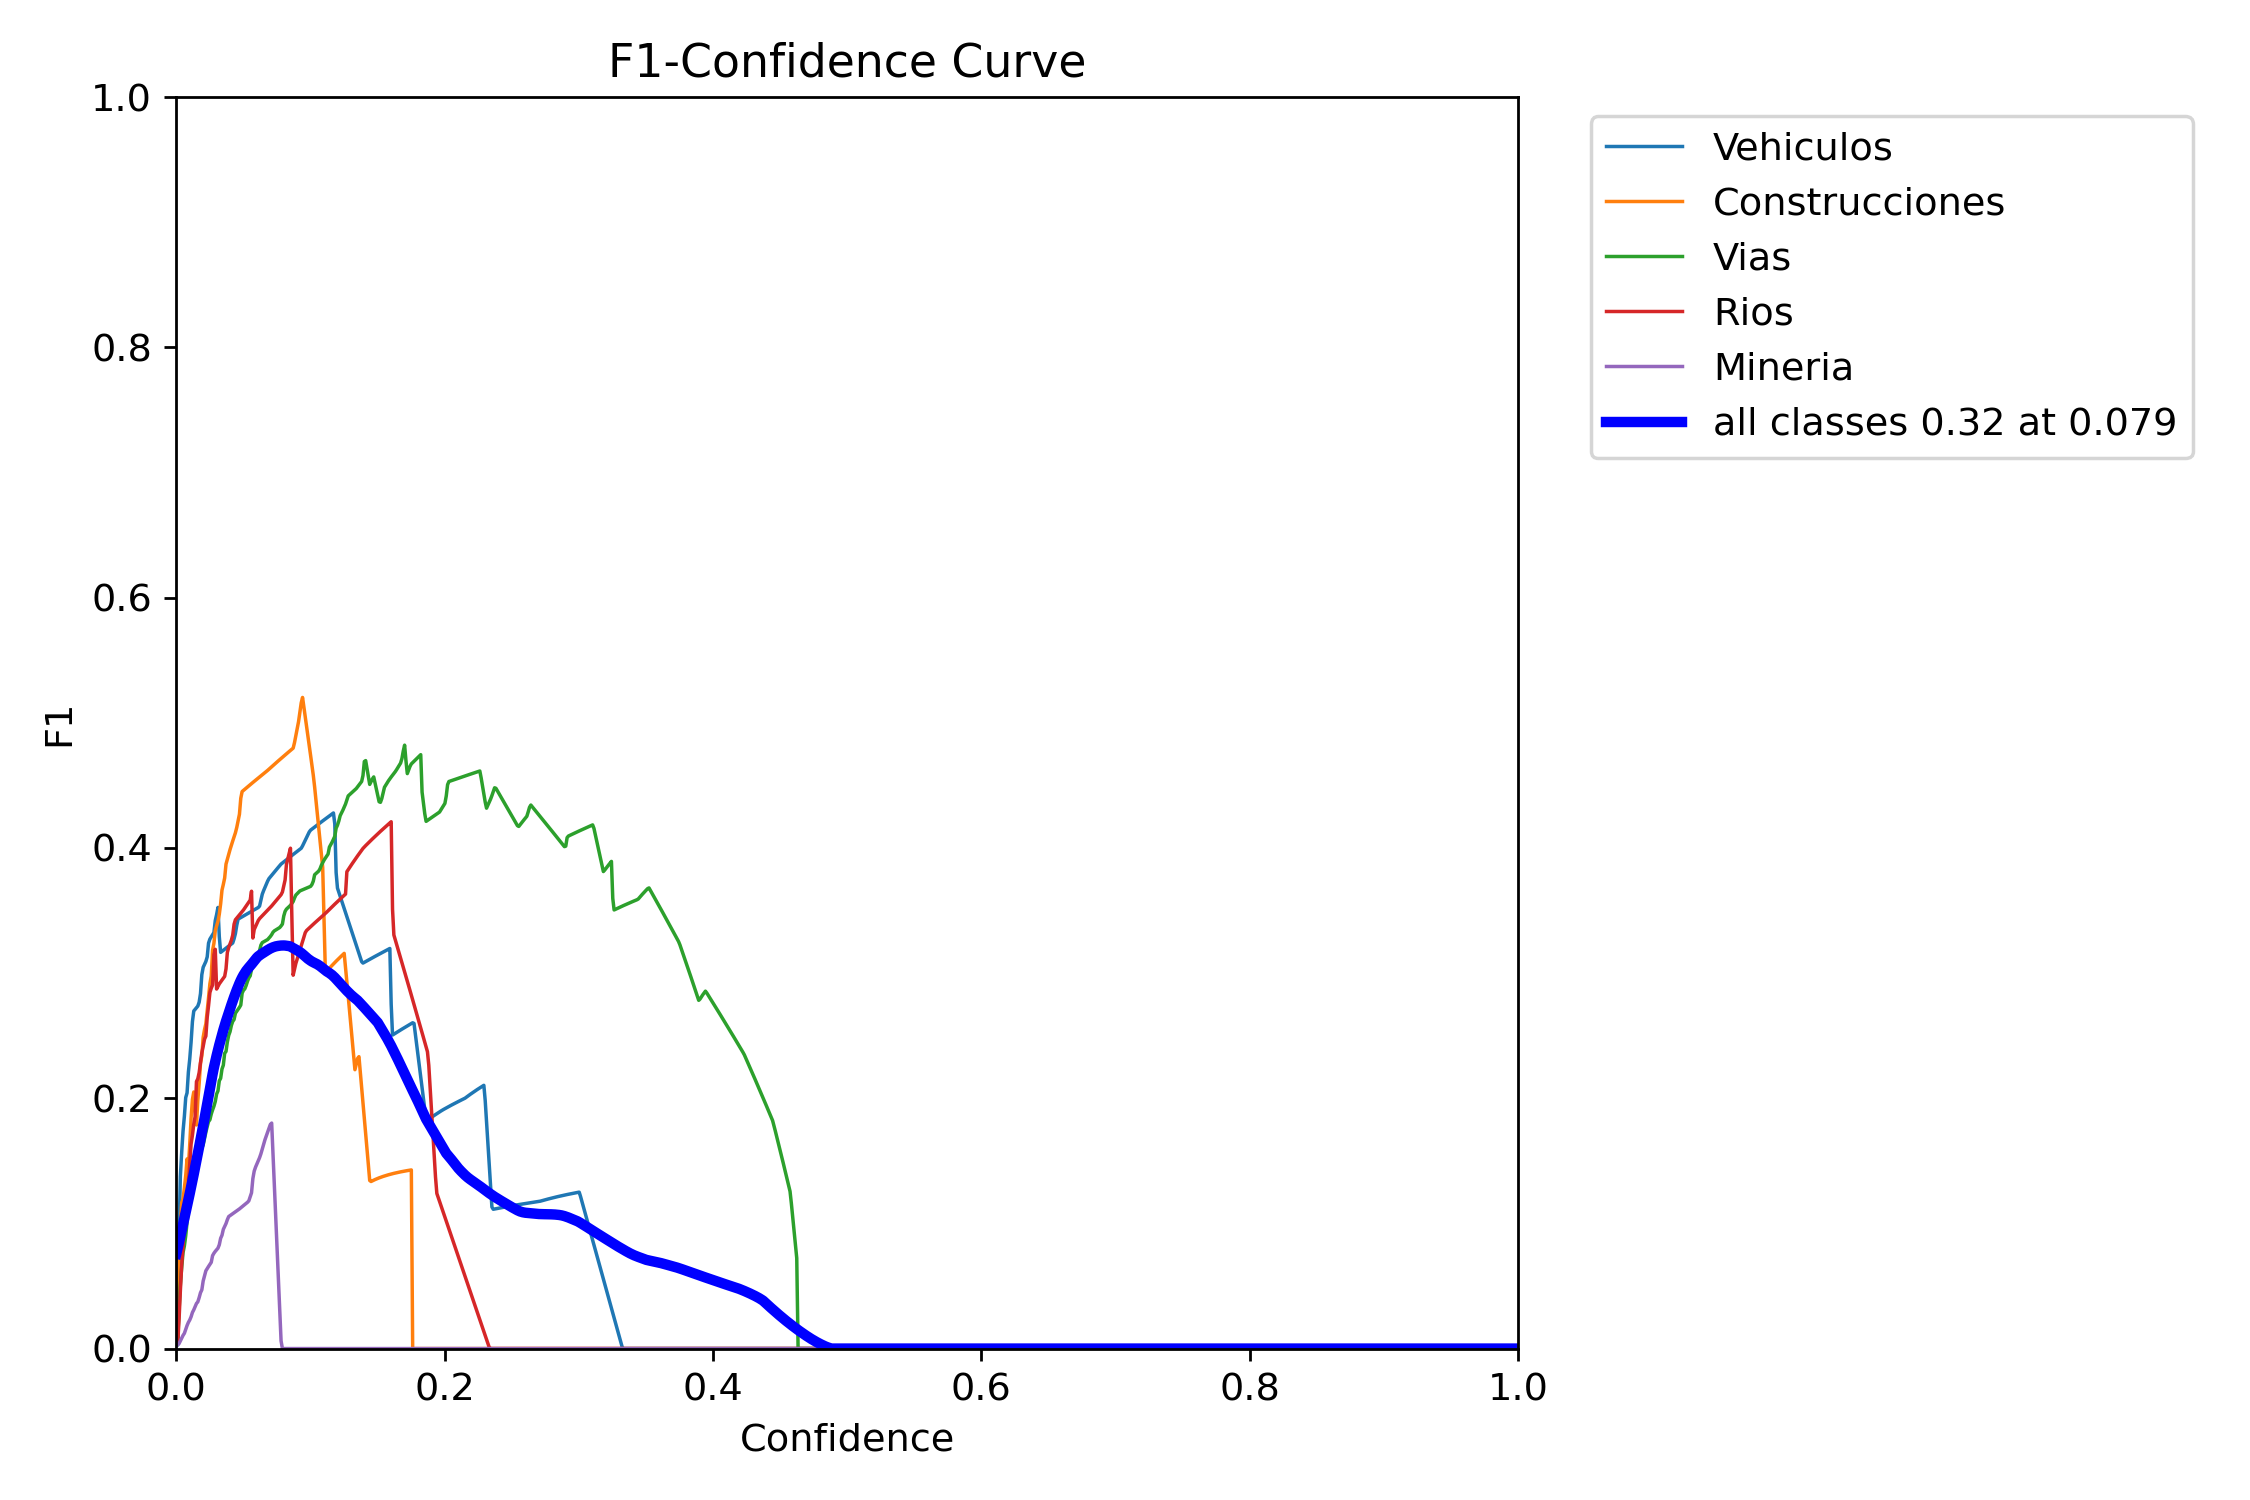 F1-Confidence Curve
1.0
0.8
0.6
0.4
0.2
0.0
F1
0.0 0.2 0.4 0.6 0.8 1.0
Confidence
Vehiculos
Construcciones
Vias
Rios
Mineria
all classes 0.32 at 0.079